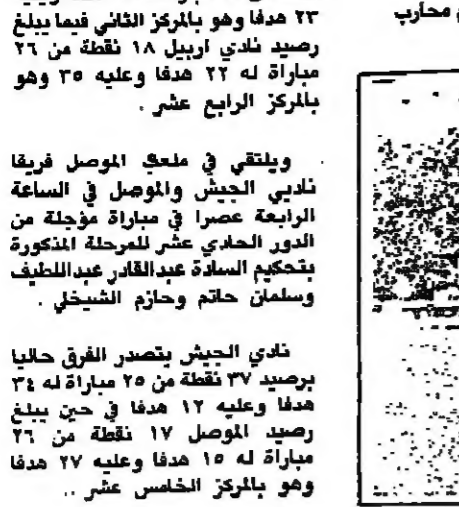 ٢٣ هدفا وهو بالمركز الثاني فيما يبلغ
رصيد نادي اربيل ١٨ نقطة من ٢٦
مباراة له ٢٢ هدفا وعليه ٣٥ وهو
بالمركز الرابع عشر .
ويلتقي في ملعب الموصل فريقا
ناديي الجيش والموصل في الساعة
الرابعة عصرا في مباراة مؤجلة من
الدور الحادي عشر للمرحلة المذكورة
بتحكيم السادة عبدالقادر عبداللطيف
وسلمان حاتم وحازم الشيخلي .
نادي الجيش يتصدر الفرق حاليا
برصيد ٣٧ نقطة من ٢٥ مباراة له ٣٤
هدفا وعليه ١٢ هدفا في حين يبلغ
رصيد الموصل ١٧ نقطة من ٢٦
مباراة له ١٥ هدفا وعليه ٢٧ هدفا
وهو بالمركز الخامس عشر ..
محارب